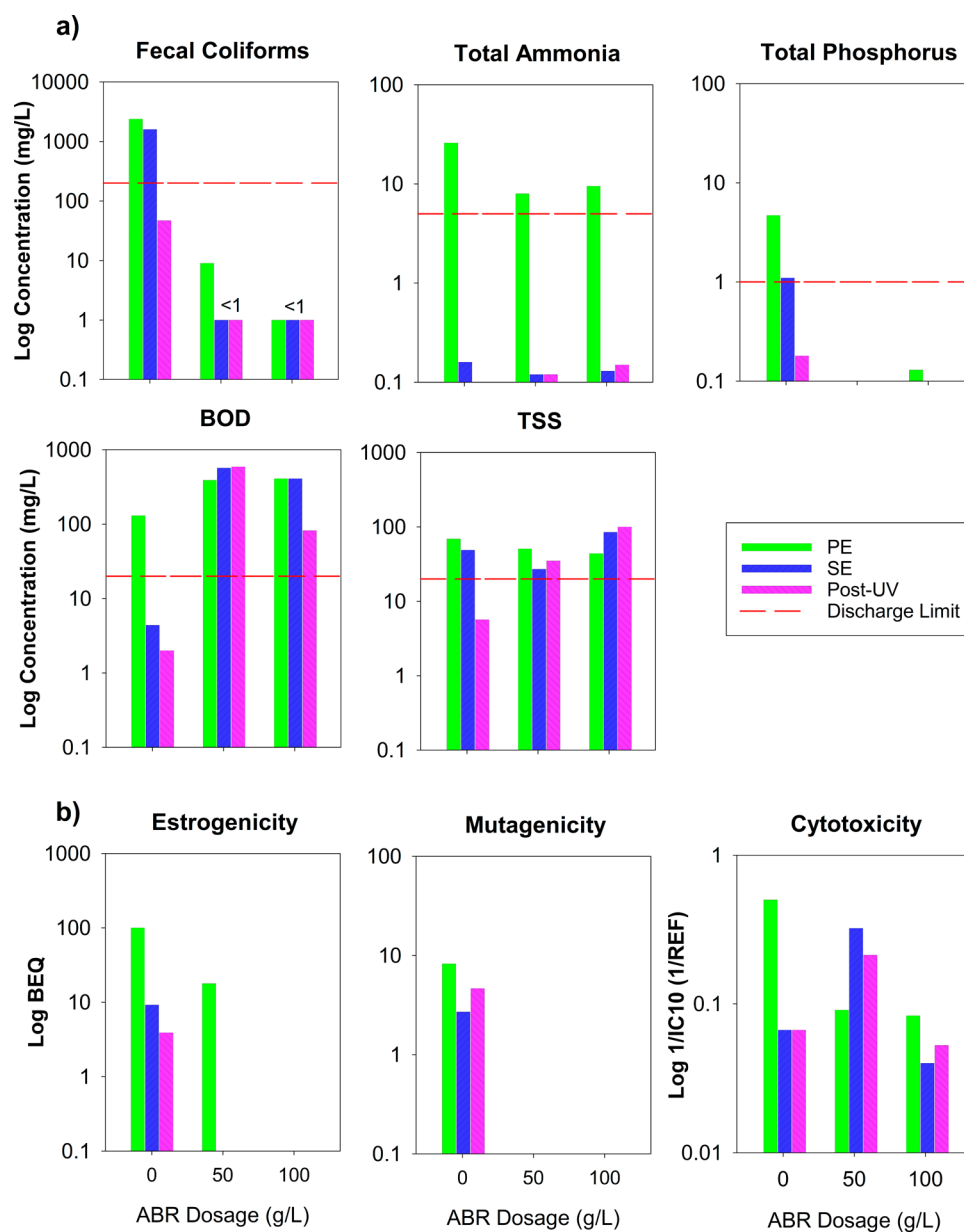 a)
Fecal Coliforms
Total Ammonia
Total Phosphorus
Log Concentration (mg/L)
10000
1000
100
10
1
0.1
<1
<1
100
10
1
0.1
100
10
1
0.1
BOD
TSS
Log Concentration (mg/L)
1000
100
10
1
0.1
1000
100
10
1
0.1
PE
SE
Post-UV
Discharge Limit
b)
Estrogenicity
Mutagenicity
Cytotoxicity
Log BEQ
1000
100
10
1
0.1
0
50
100
ABR Dosage (g/L)
100
10
1
0.1
0
50
100
ABR Dosage (g/L)
Log 1/IC10 (1/REF)
1
0.1
0.01
0
50
100
ABR Dosage (g/L)